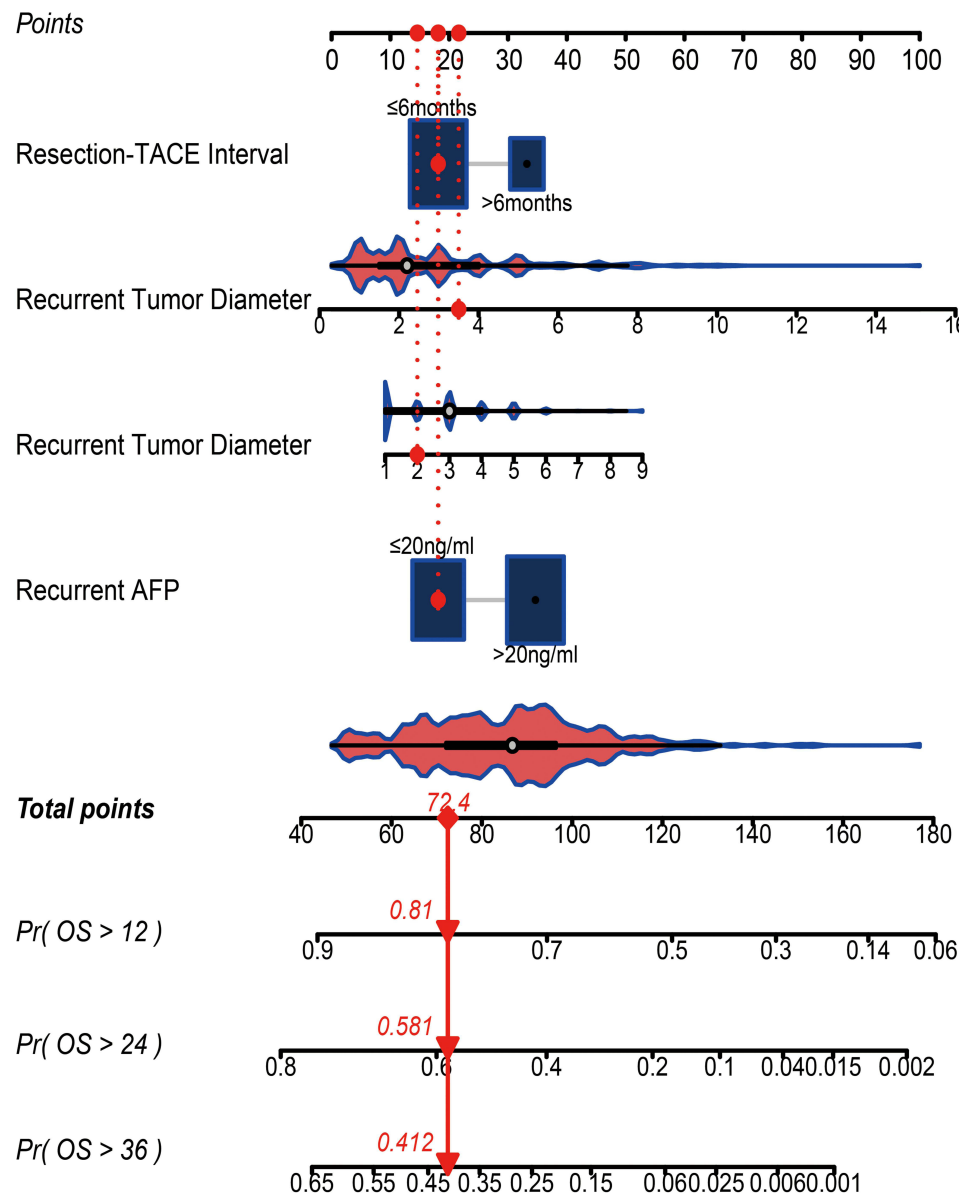 Points
0 10 20 30 40 50 60 70 80 90 100
≤6months
Resection-TACE Interval
>6months
Recurrent Tumor Diameter
0 2 4 6 8 10 12 14 16
Recurrent Tumor Diameter
1 2 3 4 5 6 7 8 9
≤20ng/ml
Recurrent AFP
>20ng/ml
Total points
72.4
40 60 80 100 120 140 160 180
0.81
Pr( OS > 12 )
0.9 0.7 0.5 0.3 0.14 0.06
0.581
Pr( OS > 24 )
0.8 0.6 0.4 0.2 0.1 0.04 0.015 0.002
0.412
Pr( OS > 36 )
0.65 0.55 0.45 0.35 0.25 0.15 0.06 0.025 0.006 0.001